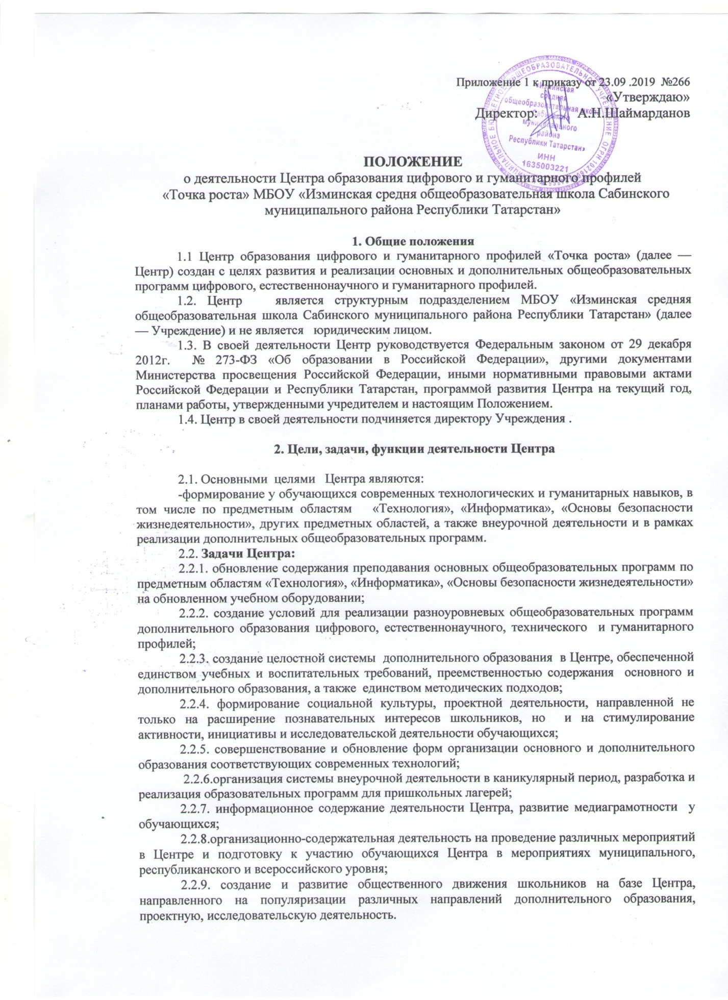 Приложение 1 к приказу от 23.09 .2019 №266
«Утверждаю»
Директор: А.Н.Шаймарданов
МУНИЦИПАЛЬНОЕ БЮДЖЕТНОЕ ОБЩЕОБРАЗОВАТЕЛЬНОЕ УЧРЕЖДЕНИЕ
«Изминская
средняя
общеобразовательная школа
Сабинского
муниципального
района
Республики Татарстан»
ИНН
1635003221
ПОЛОЖЕНИЕ
о деятельности Центра образования цифрового и гуманитарного профилей
«Точка роста» МБОУ «Изминская средня общеобразовательная школа Сабинского
муниципального района Республики Татарстан»
1. Общие положения
1.1 Центр образования цифрового и гуманитарного профилей «Точка роста» (далее —
Центр) создан с целях развития и реализации основных и дополнительных общеобразовательных
программ цифрового, естественнонаучного и гуманитарного профилей.
1.2. Центр является структурным подразделением МБОУ «Изминская средняя
общеобразовательная школа Сабинского муниципального района Республики Татарстан» (далее
— Учреждение) и не является юридическим лицом.
1.3. В своей деятельности Центр руководствуется Федеральным законом от 29 декабря
2012г. № 273-ФЗ «Об образовании в Российской Федерации», другими документами
Министерства просвещения Российской Федерации, иными нормативными правовыми актами
Российской Федерации и Республики Татарстан, программой развития Центра на текущий год,
планами работы, утвержденными учредителем и настоящим Положением.
1.4. Центр в своей деятельности подчиняется директору Учреждения .
2. Цели, задачи, функции деятельности Центра
2.1. Основными целями Центра являются:
-формирование у обучающихся современных технологических и гуманитарных навыков, в
том числе по предметным областям «Технология», «Информатика», «Основы безопасности
жизнедеятельности», других предметных областей, а также внеурочной деятельности и в рамках
реализации дополнительных общеобразовательных программ.
2.2. Задачи Центра:
2.2.1. обновление содержания преподавания основных общеобразовательных программ по
предметным областям «Технология», «Информатика», «Основы безопасности жизнедеятельности»
на обновленном учебном оборудовании;
2.2.2. создание условий для реализации разноуровневых общеобразовательных программ
дополнительного образования цифрового, естественнонаучного, технического и гуманитарного
профилей;
2.2.3. создание целостной системы дополнительного образования в Центре, обеспеченной
единством учебных и воспитательных требований, преемственностью содержания основного и
дополнительного образования, а также единством методических подходов;
2.2.4. формирование социальной культуры, проектной деятельности, направленной не
только на расширение познавательных интересов школьников, но и на стимулирование
активности, инициативы и исследовательской деятельности обучающихся;
2.2.5. совершенствование и обновление форм организации основного и дополнительного
образования соответствующих современных технологий;
2.2.6.организация системы внеурочной деятельности в каникулярный период, разработка и
реализация образовательных программ для пришкольных лагерей;
2.2.7. информационное содержание деятельности Центра, развитие медиаграмотности у
обучающихся;
2.2.8.организационно-содержательная деятельность на проведение различных мероприятий
в Центре и подготовку к участию обучающихся Центра в мероприятиях муниципального,
республиканского и всероссийского уровня;
2.2.9. создание и развитие общественного движения школьников на базе Центра,
направленного на популяризации различных направлений дополнительного образования,
проектную, исследовательскую деятельность.